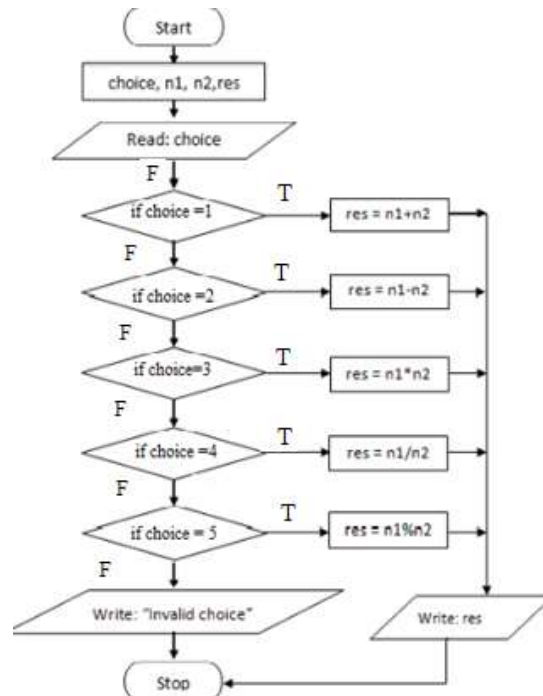 Start
choice, n1, n2,res
Read: choice
F
if choice =1
T
res = n1+n2
F
if choice =2
T
res = n1-n2
F
if choice=3
T
res = n1*n2
F
if choice =4
T
res = n1/n2
F
if choice = 5
T
res = n1%n2
F
Write: "Invalid choice"
Write: res
Stop